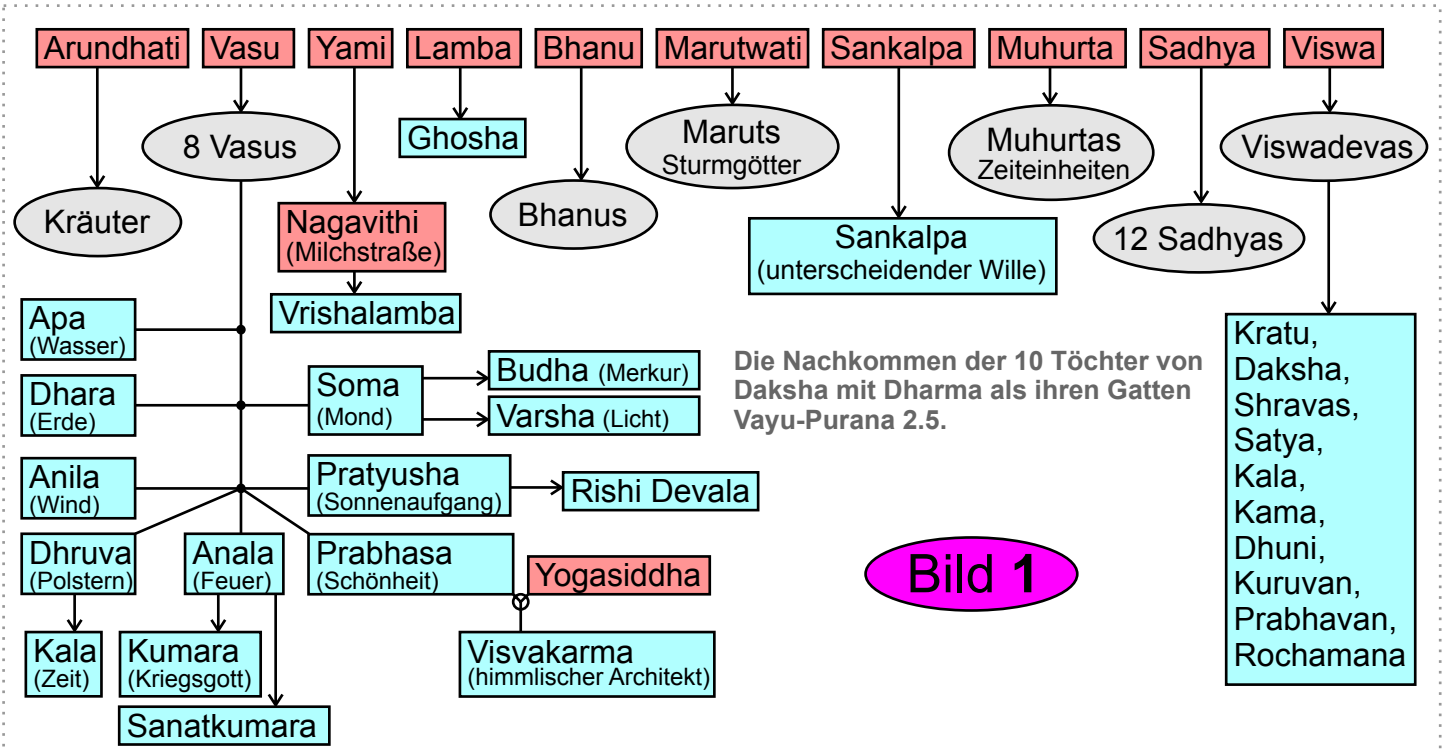 Arundhati
Vasu
Yami
Lamba
Bhanu
Marutwati
Sankalpa
Muhurta
Sadhya
Viswa
8 Vasus
Ghosha
Maruts
Sturmgötter
Muhurtas
Zeiteinheiten
Viswadevas
Kräuter
Nagavithi
(Milchstraße)
Bhanus
Sankalpa
(unterscheidender Wille)
12 Sadhyas
Vrishalamba
Apa
(Wasser)
Dhara
(Erde)
Soma
(Mond)
Budha (Merkur)
Varsha (Licht)
Die Nachkommen der 10 Töchter von
Daksha mit Dharma als ihren Gatten
Vayu-Purana 2.5.
Kratu,
Daksha,
Shravas,
Satya,
Kala,
Kama,
Dhuni,
Kuruvan,
Prabhavan,
Rochamana
Anila
(Wind)
Pratyusha
(Sonnenaufgang)
Rishi Devala
Dhruva
(Polstern)
Anala
(Feuer)
Prabhasa
(Schönheit)
Yogasiddha
Bild 1
Kala
(Zeit)
Kumara
(Kriegsgott)
Visvakarma
(himmlischer Architekt)
Sanatkumara